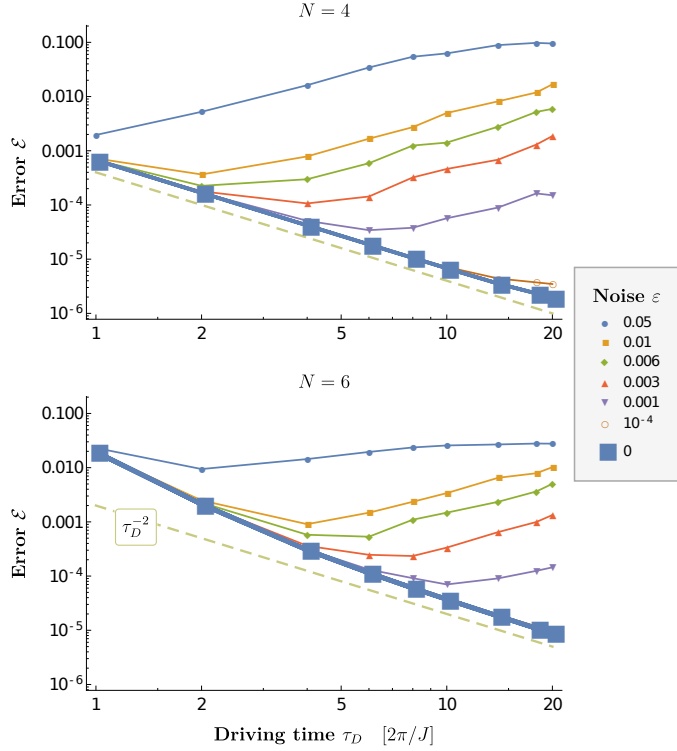 N = 4
0.100
0.010
0.001
10⁻⁴
10⁻⁵
10⁻⁶
Error ℰ
1 2 5 10 20
Noise ε
0.05
0.01
0.006
0.003
0.001
10⁻⁴
0
N = 6
0.100
0.010
0.001
10⁻⁴
10⁻⁵
10⁻⁶
Error ℰ
τ_D⁻²
1 2 5 10 20
Driving time τ_D [2π/J]